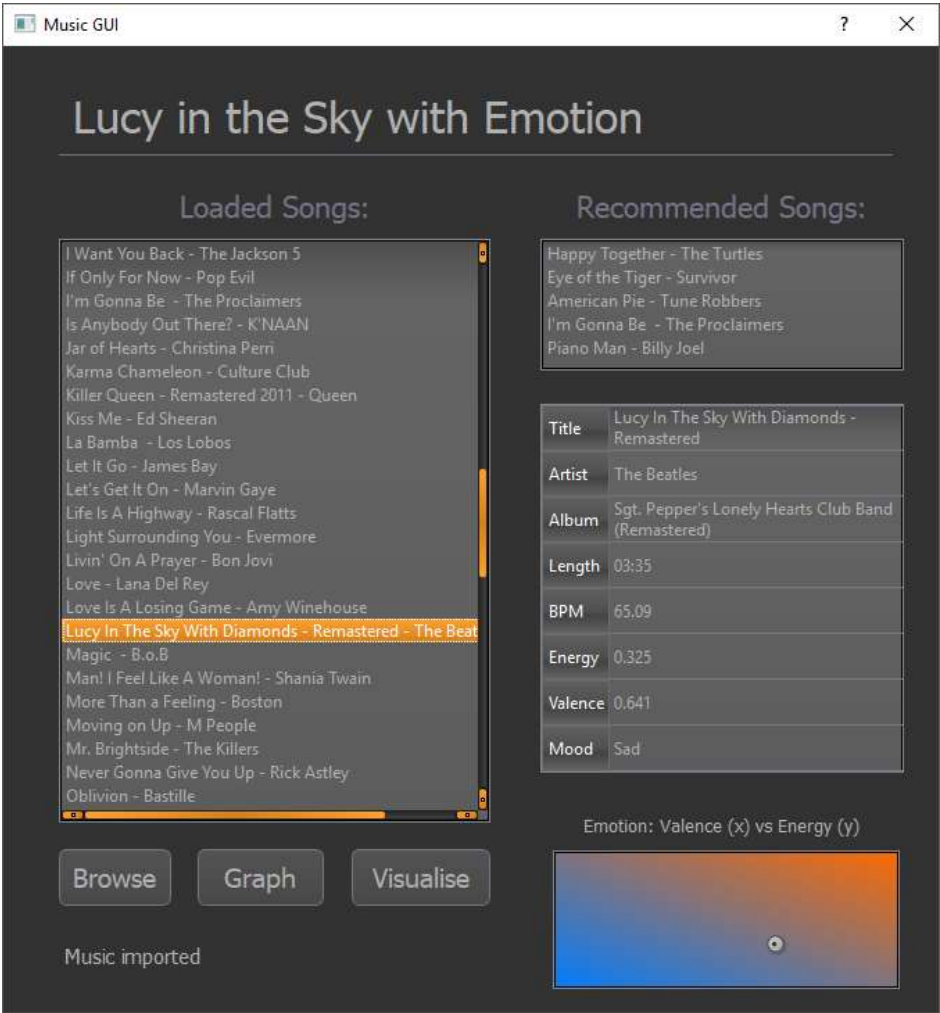 Music GUI
?
Lucy in the Sky with Emotion
Loaded Songs:
I Want You Back - The Jackson 5
If Only For Now - Pop Evil
I'm Gonna Be  - The Proclaimers
Is Anybody Out There? - K'NAAN
Jar of Hearts - Christina Perri
Karma Chameleon - Culture Club
Killer Queen - Remastered 2011 - Queen
Kiss Me - Ed Sheeran
La Bamba  - Los Lobos
Let It Go - James Bay
Let's Get It On - Marvin Gaye
Life Is A Highway - Rascal Flatts
Light Surrounding You - Evermore
Livin' On A Prayer - Bon Jovi
Love - Lana Del Rey
Love Is A Losing Game - Amy Winehouse
Lucy In The Sky With Diamonds - Remastered - The Beat
Magic  - B.o.B
Man! I Feel Like A Woman! - Shania Twain
More Than a Feeling - Boston
Moving on Up - M People
Mr. Brightside - The Killers
Never Gonna Give You Up - Rick Astley
Oblivion - Bastille
Browse Graph Visualise
Music imported
Recommended Songs:
Happy Together - The Turtles
Eye of the Tiger - Survivor
American Pie - Tune Robbers
I'm Gonna Be  - The Proclaimers
Piano Man - Billy Joel
Title Lucy In The Sky With Diamonds -
Remastered
Artist The Beatles
Album Sgt. Pepper's Lonely Hearts Club Band
(Remastered)
Length 03:35
BPM 65.09
Energy 0.325
Valence 0.641
Mood Sad
Emotion: Valence (x) vs Energy (y)